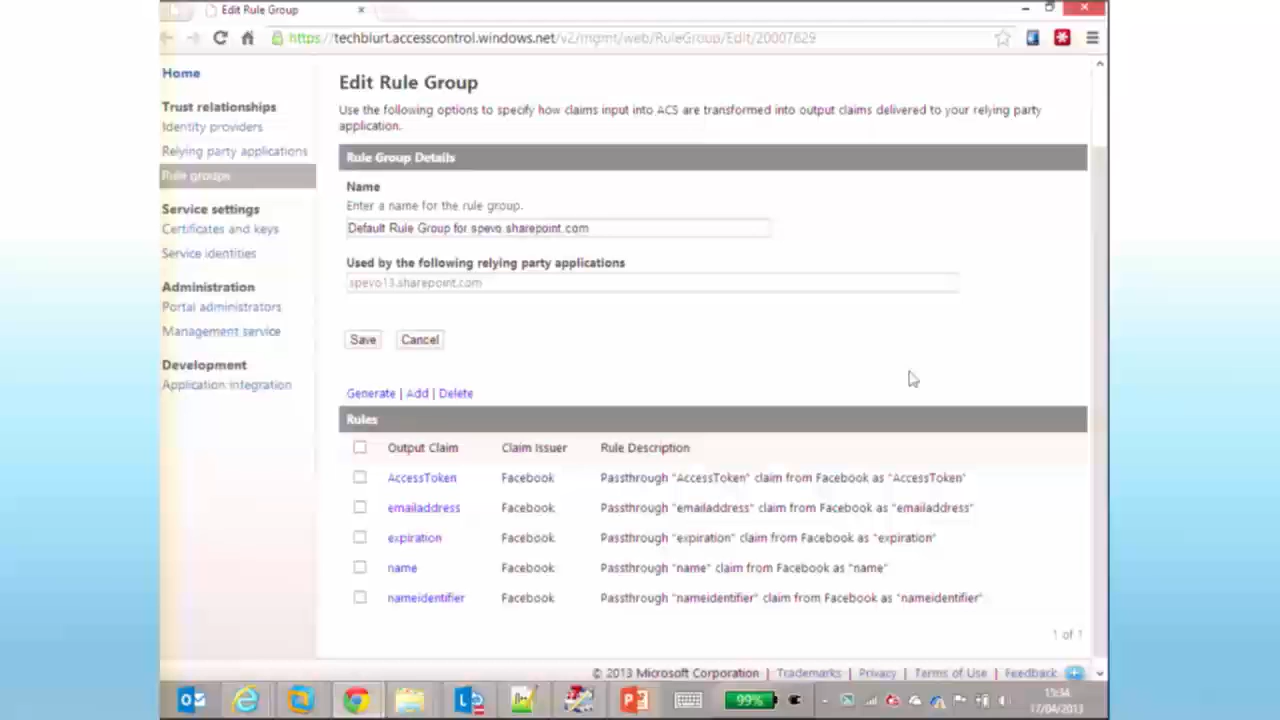 Edit Rule Group
https://techblurt.accesscontrol.windows.net/v2/mgmt/web/RuleGroup/Edit/20007629
Home
Trust relationships
Identity providers
Relying party applications
Rule groups
Service settings
Certificates and keys
Service identities
Administration
Portal administrators
Management service
Development
Application integration
Edit Rule Group
Use the following options to specify how claims input into ACS are transformed into output claims delivered to your relying party
application.
Rule Group Details
Name
Enter a name for the rule group.
Default Rule Group for spevo.sharepoint.com
Used by the following relying party applications
spevo13.sharepoint.com
Save Cancel
Generate | Add | Delete
Rules
Output Claim Claim Issuer Rule Description
AccessToken Facebook Passthrough "AccessToken" claim from Facebook as "AccessToken"
emailaddress Facebook Passthrough "emailaddress" claim from Facebook as "emailaddress"
expiration Facebook Passthrough "expiration" claim from Facebook as "expiration"
name Facebook Passthrough "name" claim from Facebook as "name"
nameidentifier Facebook Passthrough "nameidentifier" claim from Facebook as "nameidentifier"
1 of 1
© 2013 Microsoft Corporation | Trademarks | Privacy | Terms of Use | Feedback
99%
15:34
17/04/2013